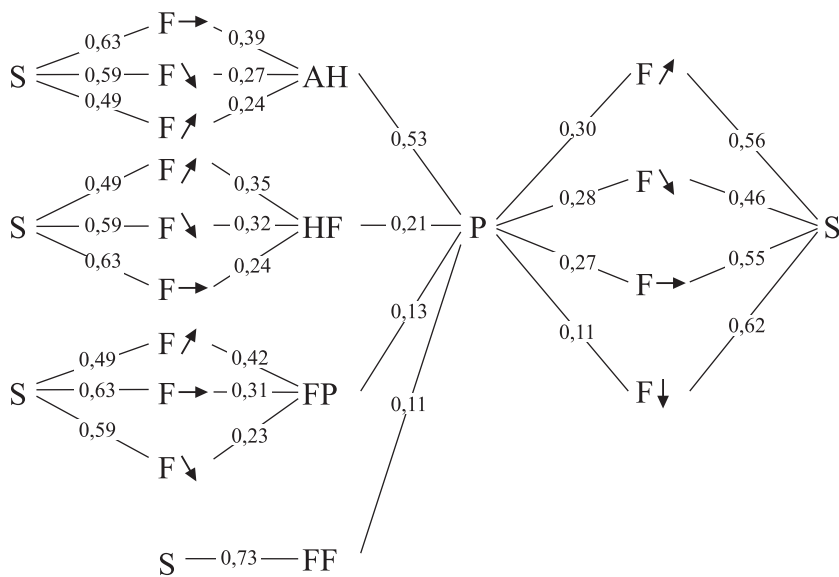 F
0,63
0,39
S
0,59
F
0,27
AH
0,49
0,24
F
0,53
F
0,49
0,35
S
0,59
F
0,32
HF
0,21
P
0,63
0,24
F
F
0,49
0,42
0,13
S
0,63
F
0,31
FP
0,59
0,23
F
0,11
S
0,73
FF
F
0,30
0,56
F
0,28
0,46
S
0,27
0,55
F
0,11
0,62
F